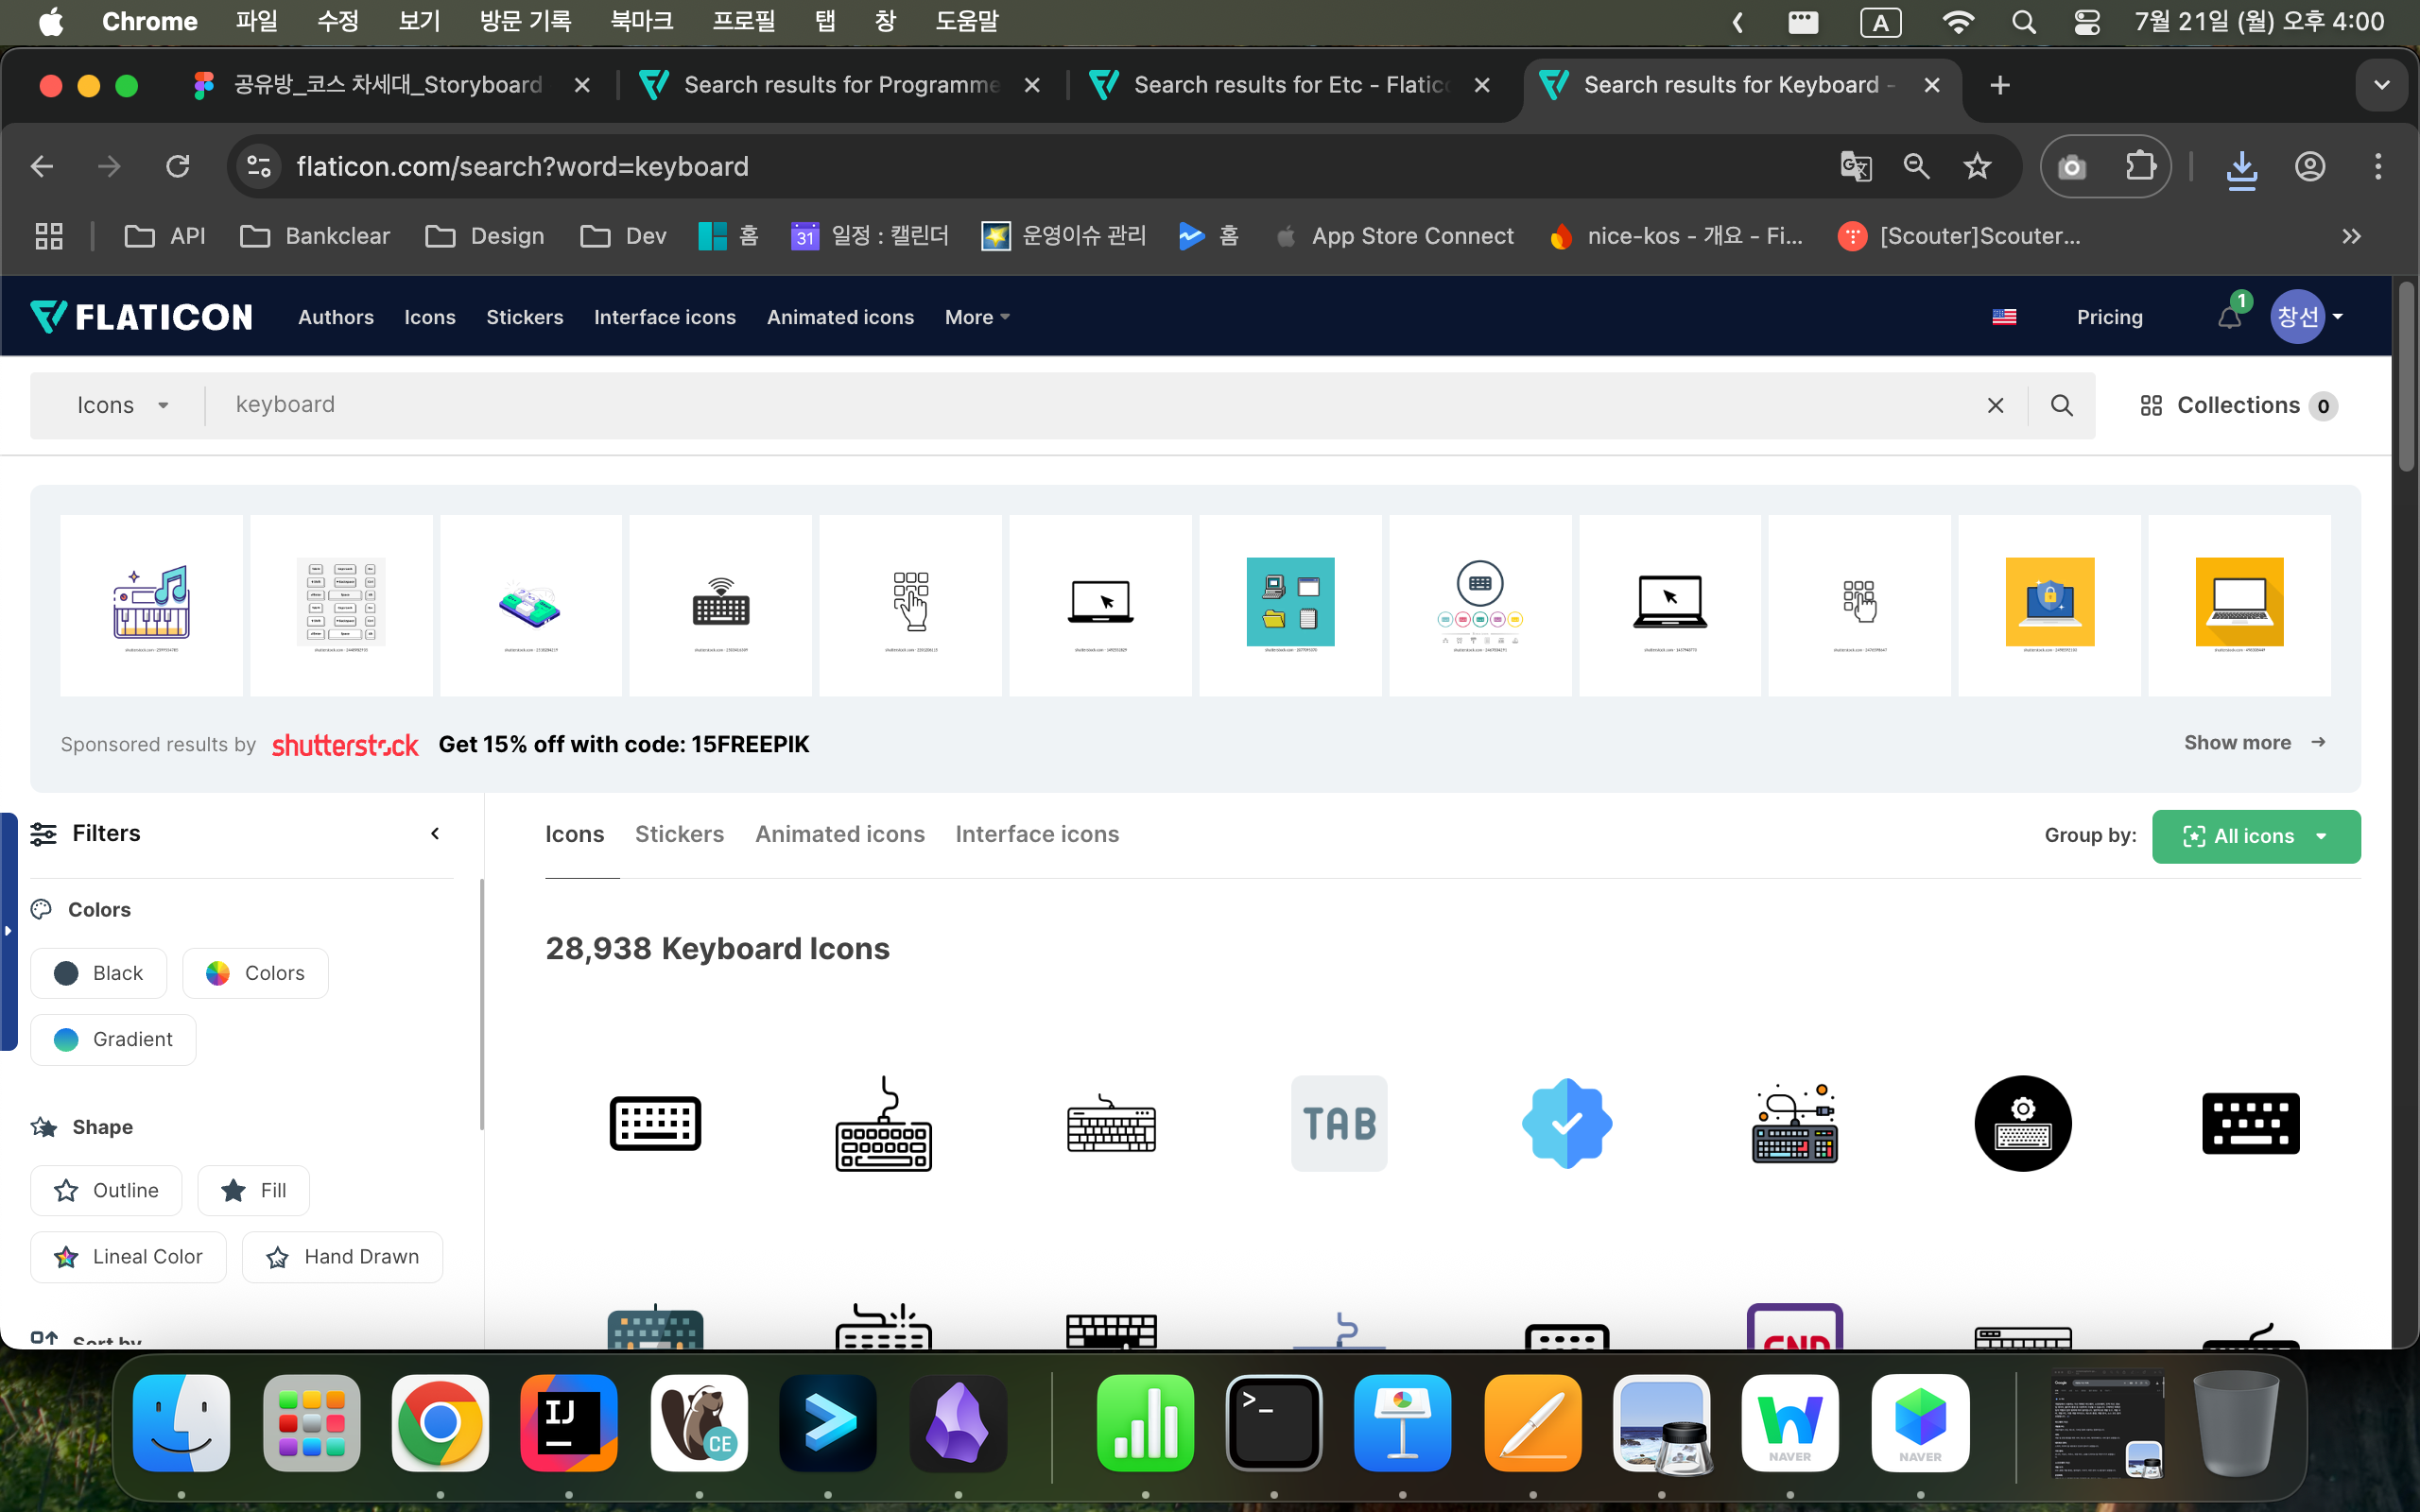 Chrome 파일 수정 보기 방문 기록 북마크 프로필 탭 창 도움말 A 7월 21일 (월) 오후 4:00
공유방_코스 차세대_Storyboard Search results for Programme Search results for Etc - Flatic Search results for Keyboard -
flaticon.com/search?word=keyboard
API Bankclear Design Dev 홈 31 일정 : 캘린더 운영이슈 관리 홈 App Store Connect nice-kos - 개요 - Fi... [Scouter]Scouter...
FLATICON Authors Icons Stickers Interface icons Animated icons More Pricing 1 창선
Icons keyboard Collections 0
Sponsored results by shutterstock Get 15% off with code: 15FREEPIK Show more
Filters
Icons Stickers Animated icons Interface icons Group by: All icons
Colors
28,938 Keyboard Icons
Black Colors
Gradient
TAB
Shape
Outline Fill
Lineal Color Hand Drawn
Sort by
END
IJ CE >_ NAVER NAVER